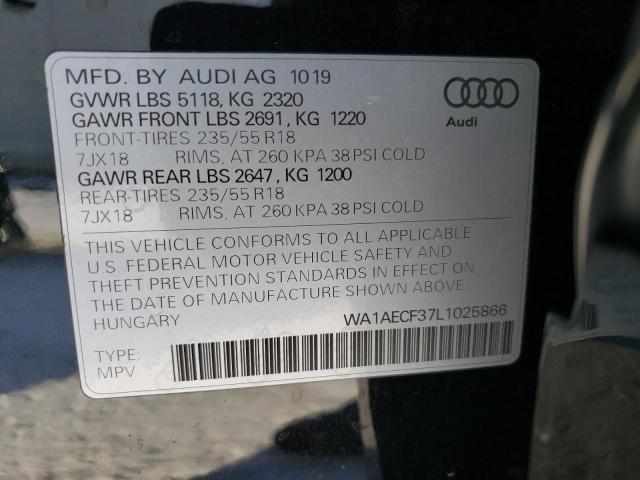 MFD. BY AUDI AG 1019
GVWR LBS 5118, KG 2320
GAWR FRONT LBS 2691, KG 1220
FRONT-TIRES 235/55 R18
7JX18 RIMS, AT 260 KPA 38 PSI COLD
GAWR REAR LBS 2647, KG 1200
REAR-TIRES 235/55 R18
7JX18 RIMS, AT 260 KPA 38 PSI COLD
Audi
THIS VEHICLE CONFORMS TO ALL APPLICABLE
U.S. FEDERAL MOTOR VEHICLE SAFETY AND
THEFT PREVENTION STANDARDS IN EFFECT ON
THE DATE OF MANUFACTURE SHOWN ABOVE
HUNGARY WA1AECF37L1025866
TYPE:
MPV